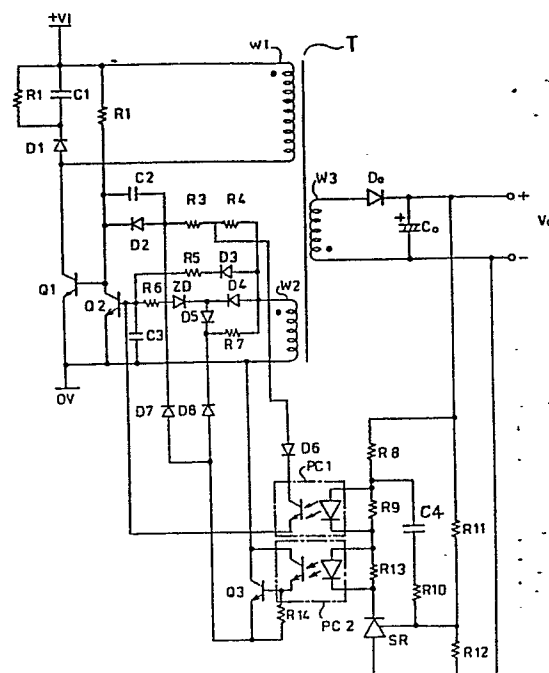 +VI
W1
T
R1
C1
R1
D1
C2
R3
R4
W3
Do
+
+
Co
D2
R5
D3
−
Q1
Q2
R6
ZD
D4
W2
D5
C3
R7
0V
D7
D8
D6
R8
PC1
R9
C4
R11
Q3
R13
R10
R14
PC2
SR
R12